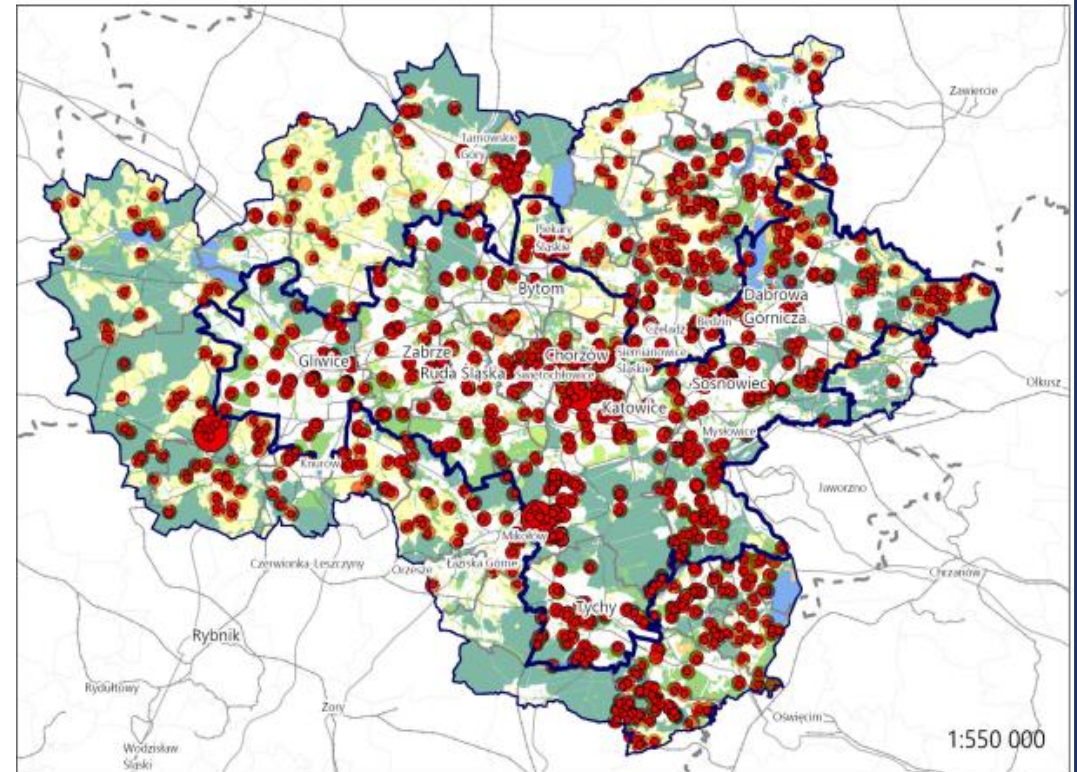 Zawiercie
Tarnowskie
Góry
Piekary
Śląskie
Bytom
Dąbrowa
Górnicza
Będzin
Czeladź
Gliwice
Zabrze
Chorzów
Siemianowice
Śląskie
Ruda Śląska
Świętochłowice
Sosnowiec
Olkusz
Katowice
Mysłowice
Knurów
Jaworzno
Mikołów
Czerwionka-Leszczyny
Orzesze
Łaziska Górne
Chrzanów
Tychy
Rybnik
Rydułtowy
Żory
Oświęcim
Wodzisław
Śląski
1:550 000